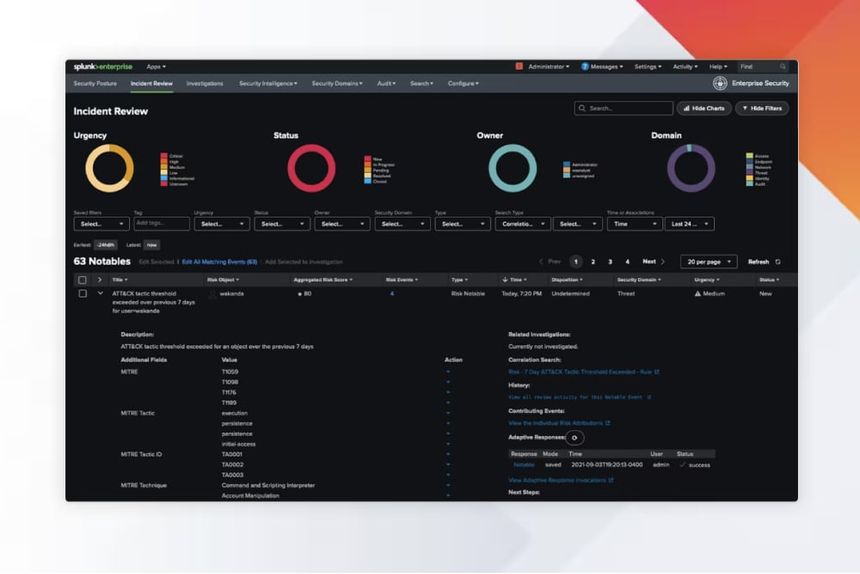 splunk>enterprise Apps ▾
Administrator ▾ Messages ▾ Settings ▾ Activity ▾ Help ▾ Find
Security Posture Incident Review Investigations Security Intelligence ▾ Security Domains ▾ Audit ▾ Search ▾ Configure ▾ Enterprise Security
Incident Review
Search... Hide Charts Hide Filters
Urgency Status Owner Domain
Critical
High
Medium
Low
Informational
Unknown
New
In Progress
Pending
Resolved
Closed
Administrator
unassigned
Access
Endpoint
Network
Threat
Identity
Audit
Saved filters Tag Urgency Status Owner Security Domain Type Search Type Time or Associations
Select... Add tags... Select... Select... Select... Select... Select... Correlatio... Select... Time Last 24 ...
Earliest: -24h@h Latest: now
63 Notables Edit Selected | Edit All Matching Events (63) | Add Selected to Investigation
Prev 1 2 3 4 Next 20 per page Refresh
Title Risk Object Aggregated Risk Score Risk Events Type Time Disposition Security Domain Urgency Status
ATT&CK tactic threshold exceeded over previous 7 days for user=wakanda
wakanda 80 4 Risk Notable Today, 7:20 PM Undetermined Threat Medium New
Description:
ATT&CK tactic threshold exceeded for an object over the previous 7 days
Additional Fields Value Action
MITRE T1059
T1098
T1176
T1189
MITRE Tactic execution
persistence
persistence
initial-access
MITRE Tactic ID TA0001
TA0002
TA0003
MITRE Technique Command and Scripting Interpreter
Account Manipulation
Related Investigations:
Currently not investigated.
Correlation Search:
Risk - 7 Day ATT&CK Tactic Threshold Exceeded - Rule
History:
View all review activity for this Notable Event
Contributing Events:
View the Individual Risk Attributions
Adaptive Responses:
Response Mode Time User Status
Notable saved 2021-09-03T19:20:13-0400 admin success
View Adaptive Response Invocations
Next Steps: